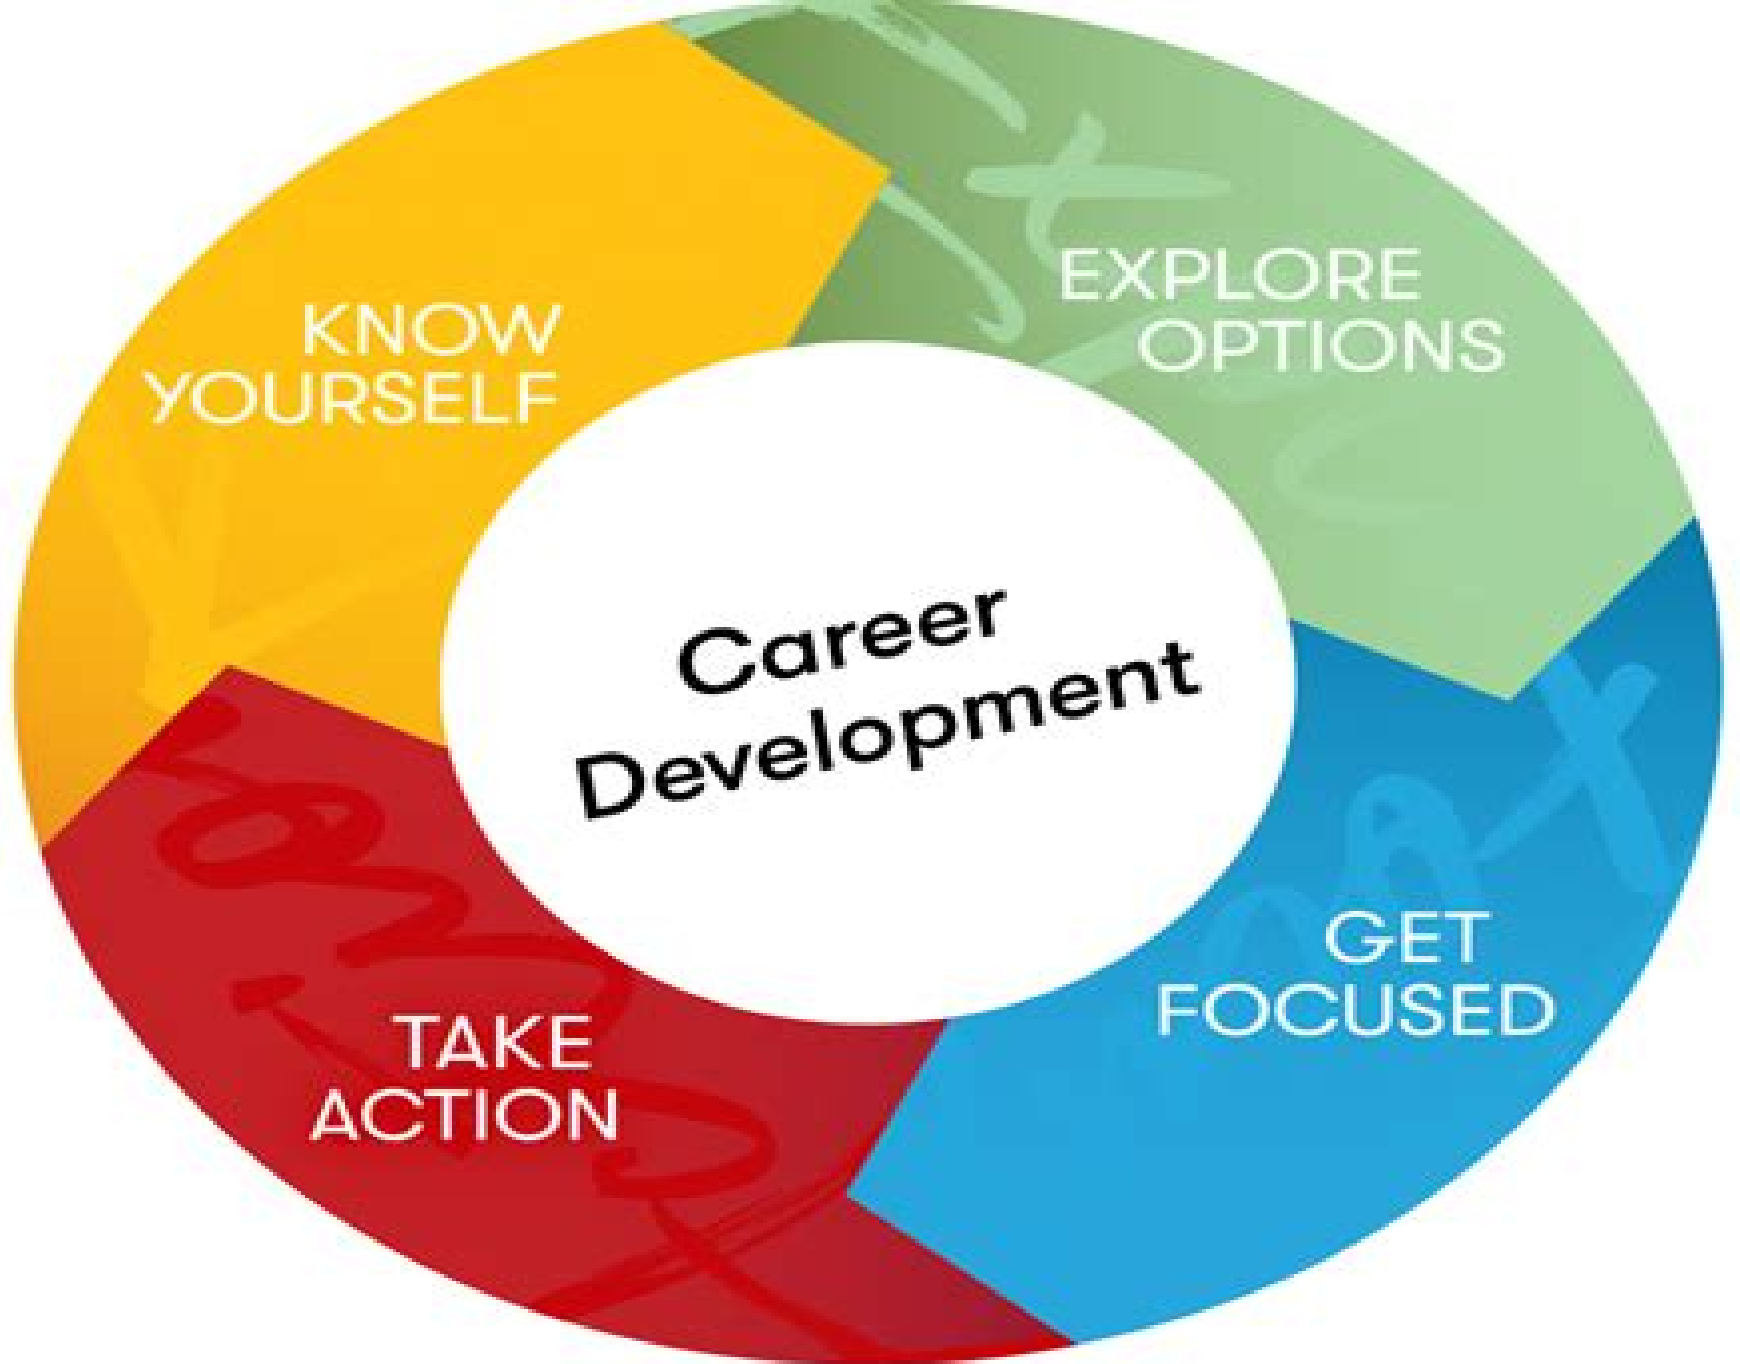 KNOW
YOURSELF
EXPLORE
OPTIONS
Career
Development
GET
FOCUSED
TAKE
ACTION